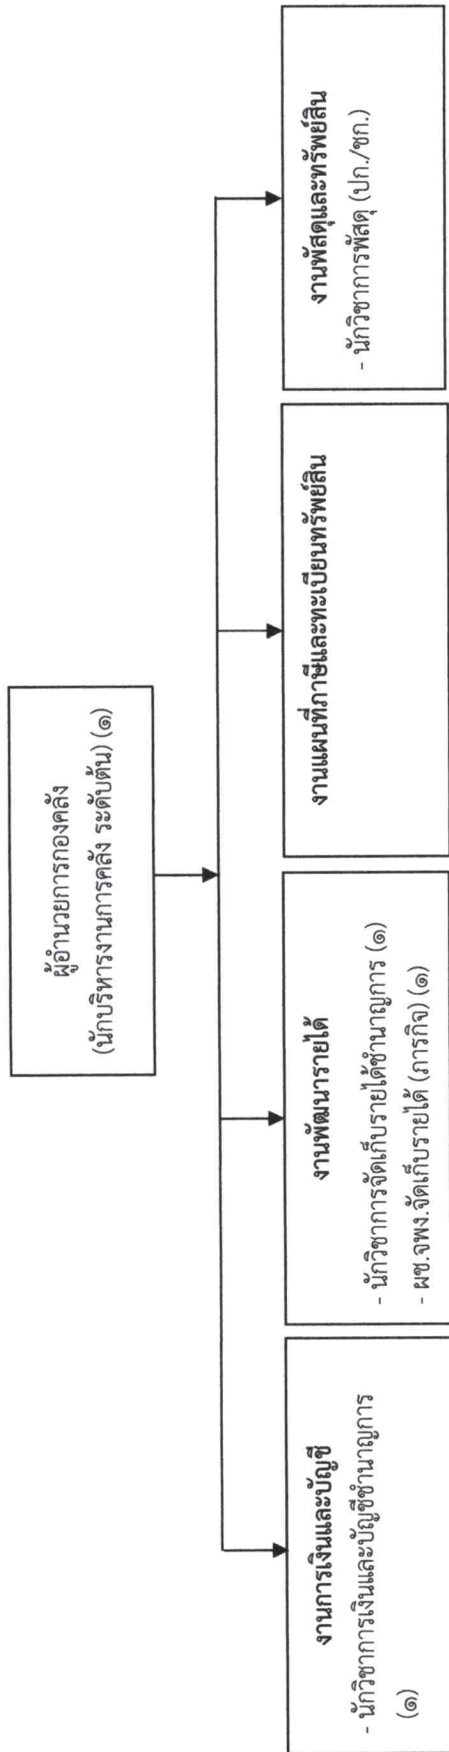 ผู้อำนวยการกองคลัง
(นักบริหารงานการคลัง ระดับต้น) (๑)
งานการเงินและบัญชี
- นักวิชาการเงินและบัญชีชำนาญการ
(๑)
งานพัฒนารายได้
- นักวิชาการจัดเก็บรายได้ชำนาญการ (๑)
- ผช.จพง.จัดเก็บรายได้ (ภารกิจ) (๑)
งานแผนที่ภาษีและทะเบียนทรัพย์สิน
งานพัสดุและทรัพย์สิน
- นักวิชาการพัสดุ (ปก./ชก.)